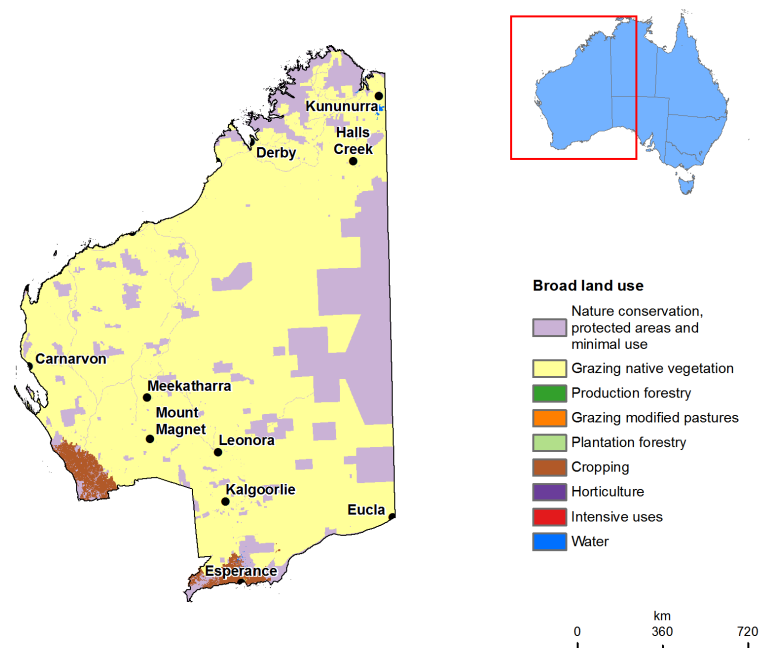 Kununurra
Halls
Creek
Derby
Carnarvon
Meekatharra
Mount
Magnet
Leonora
Kalgoorlie
Eucla
Esperance
Broad land use
Nature conservation,
protected areas and
minimal use
Grazing native vegetation
Production forestry
Grazing modified pastures
Plantation forestry
Cropping
Horticulture
Intensive uses
Water
km
0 360 720